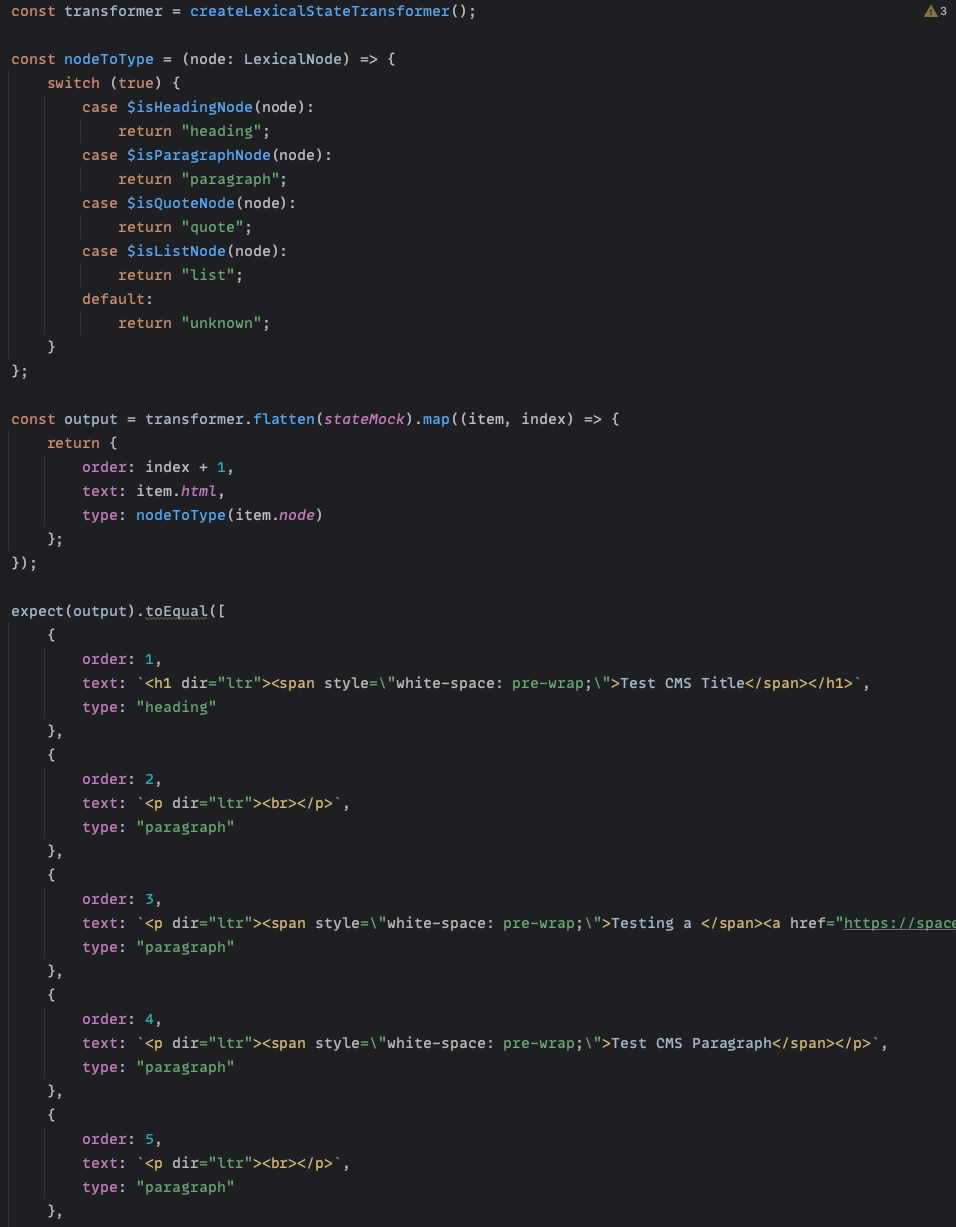 const transformer = createLexicalStateTransformer();
3
const nodeToType = (node: LexicalNode) => {
switch (true) {
case $isHeadingNode(node):
return "heading";
case $isParagraphNode(node):
return "paragraph";
case $isQuoteNode(node):
return "quote";
case $isListNode(node):
return "list";
default:
return "unknown";
}
};
const output = transformer.flatten(stateMock).map((item, index) => {
return {
order: index + 1,
text: item.html,
type: nodeToType(item.node)
};
});
expect(output).toEqual([
{
order: 1,
text: `<h1 dir="ltr"><span style=\"white-space: pre-wrap;\">Test CMS Title</span></h1>`,
type: "heading"
},
{
order: 2,
text: `<p dir="ltr"><br></p>`,
type: "paragraph"
},
{
order: 3,
text: `<p dir="ltr"><span style=\"white-space: pre-wrap;\">Testing a </span><a href="https://space
type: "paragraph"
},
{
order: 4,
text: `<p dir="ltr"><span style=\"white-space: pre-wrap;\">Test CMS Paragraph</span></p>`,
type: "paragraph"
},
{
order: 5,
text: `<p dir="ltr"><br></p>`,
type: "paragraph"
},